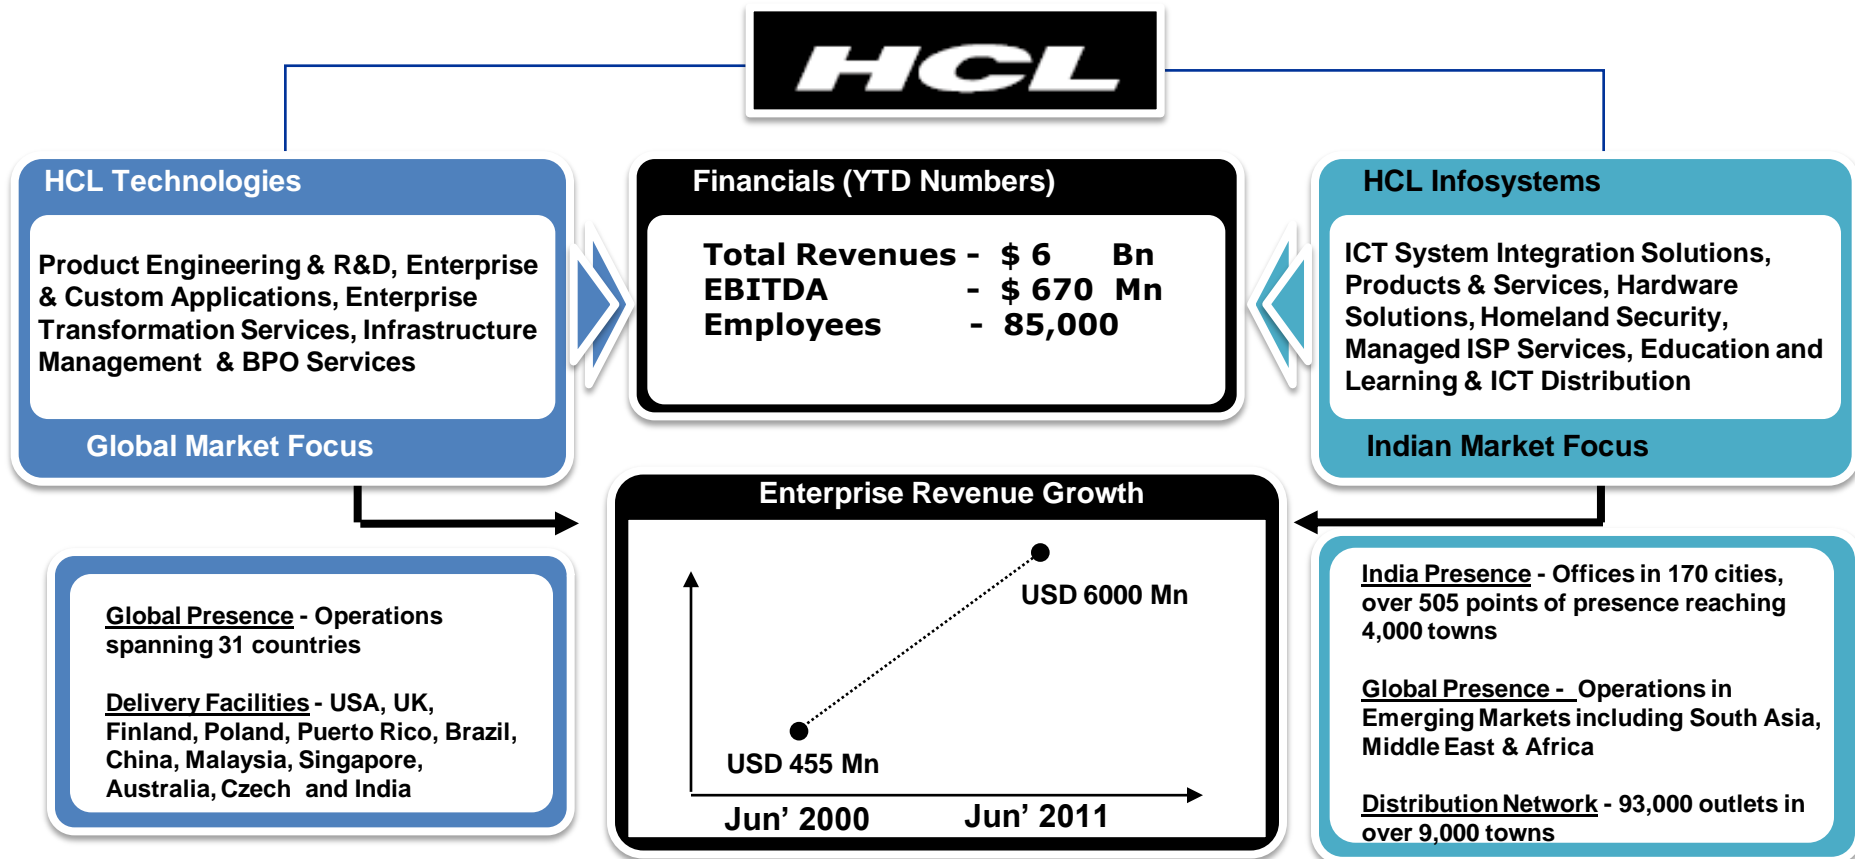 HCL
HCL Technologies
Product Engineering & R&D, Enterprise
& Custom Applications, Enterprise
Transformation Services, Infrastructure
Management & BPO Services
Global Market Focus
Financials (YTD Numbers)
Total Revenues - $ 6 Bn
EBITDA - $ 670 Mn
Employees - 85,000
HCL Infosystems
ICT System Integration Solutions,
Products & Services, Hardware
Solutions, Homeland Security,
Managed ISP Services, Education and
Learning & ICT Distribution
Indian Market Focus
Global Presence - Operations
spanning 31 countries
Delivery Facilities - USA, UK,
Finland, Poland, Puerto Rico, Brazil,
China, Malaysia, Singapore,
Australia, Czech and India
Enterprise Revenue Growth
USD 6000 Mn
USD 455 Mn
Jun' 2000 Jun' 2011
India Presence - Offices in 170 cities,
over 505 points of presence reaching
4,000 towns
Global Presence - Operations in
Emerging Markets including South Asia,
Middle East & Africa
Distribution Network - 93,000 outlets in
over 9,000 towns